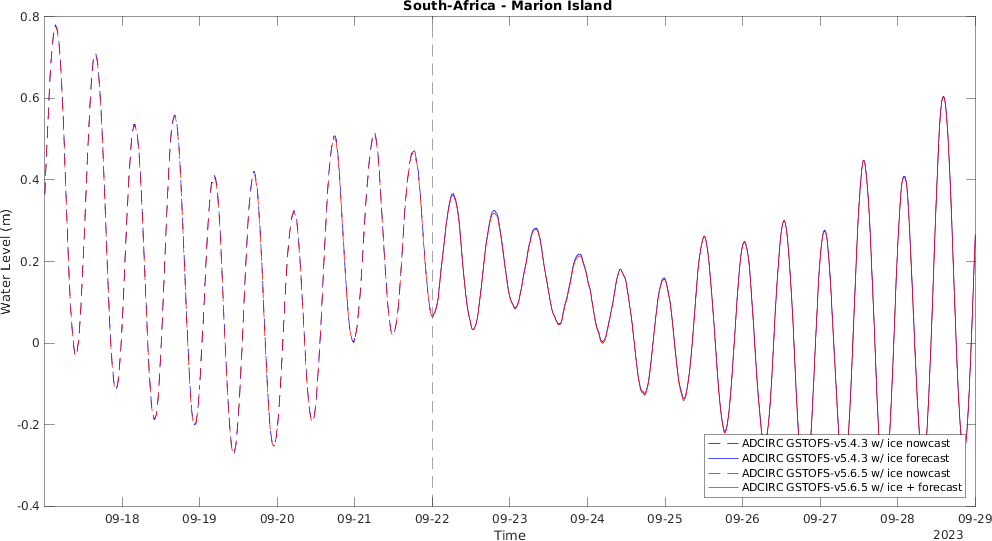 South-Africa - Marion Island
0.8
0.6
0.4
0.2
0
-0.2
-0.4
Water Level (m)
ADCIRC GSTOFS-v5.4.3 w/ ice nowcast
ADCIRC GSTOFS-v5.4.3 w/ ice forecast
ADCIRC GSTOFS-v5.6.5 w/ ice nowcast
ADCIRC GSTOFS-v5.6.5 w/ ice + forecast
09-18 09-19 09-20 09-21 09-22 09-23 09-24 09-25 09-26 09-27 09-28 09-29
Time
2023